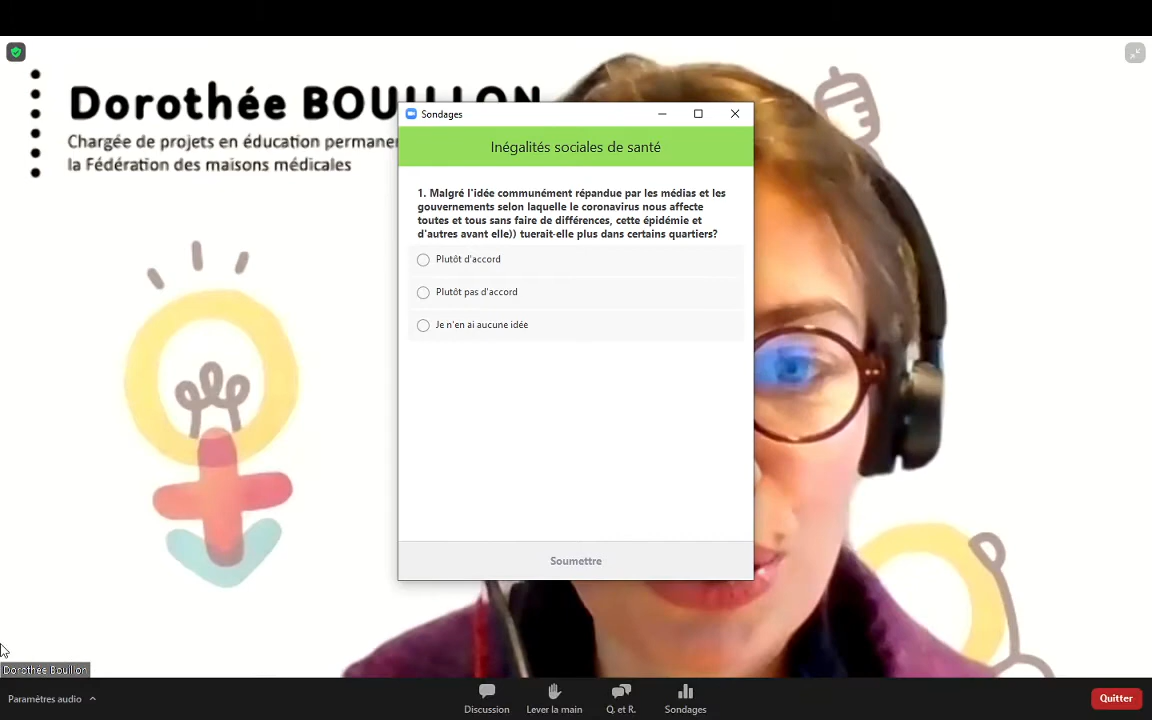 Dorothée BOUILLON
Chargée de projets en éducation permanen
la Fédération des maisons médicales
Sondages
Inégalités sociales de santé
1. Malgré l'idée communément répandue par les médias et les
gouvernements selon laquelle le coronavirus nous affecte
toutes et tous sans faire de différences, cette épidémie et
d'autres avant elle)) tuerait-elle plus dans certains quartiers?
Plutôt d'accord
Plutôt pas d'accord
Je n'en ai aucune idée
Soumettre
Dorothée Bouillon
Paramètres audio
Discussion
Lever la main
Q. et R.
Sondages
Quitter